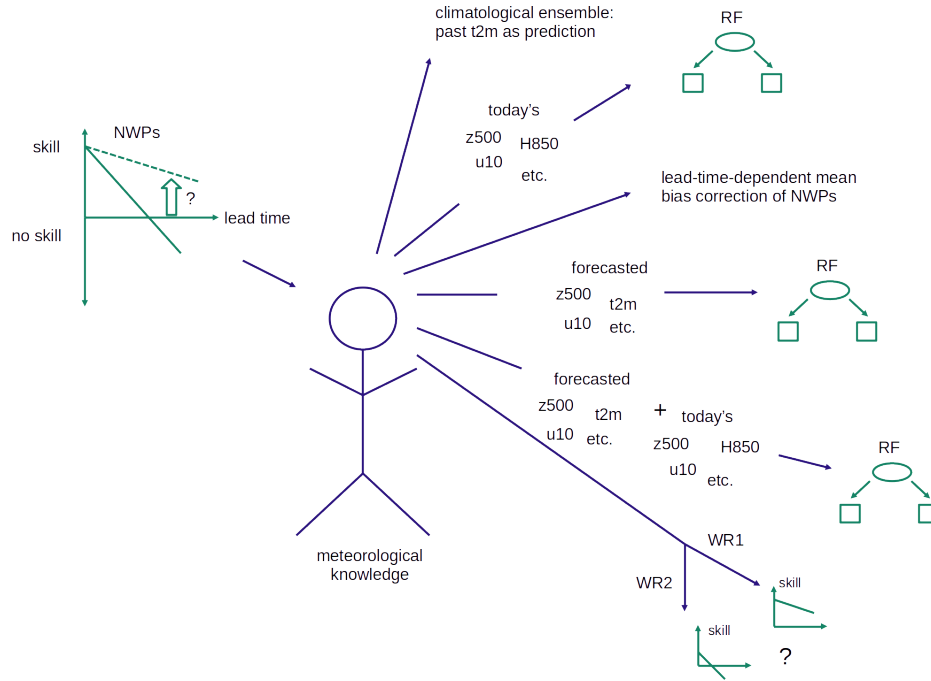 climatological ensemble:
past t2m as prediction
RF
today's
z500
H850
u10
etc.
NWPs
skill
?
lead time
no skill
lead-time-dependent mean
bias correction of NWPs
forecasted
z500
t2m
u10
etc.
RF
forecasted
z500
t2m
u10
etc.
+
today's
z500
H850
u10
etc.
RF
meteorological
knowledge
WR1
WR2
skill
skill
?